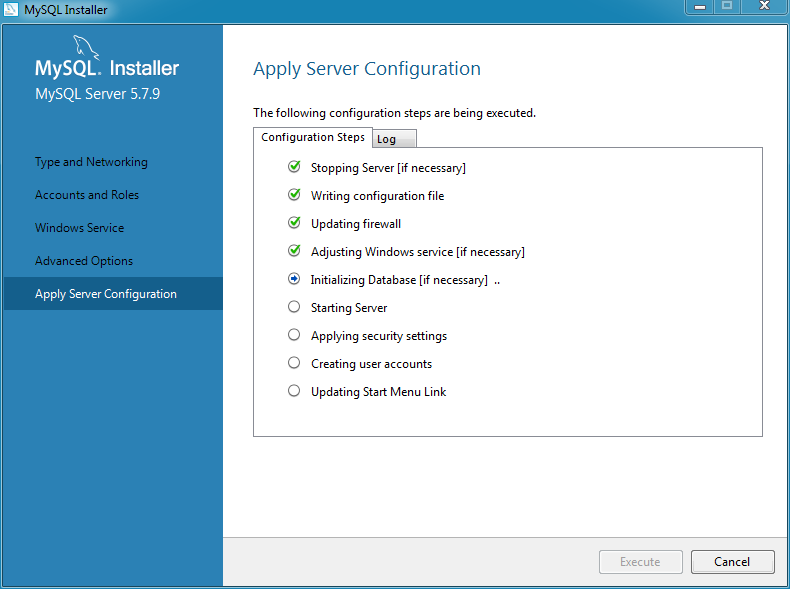 MySQL Installer
MySQL. Installer
MySQL Server 5.7.9
Type and Networking
Accounts and Roles
Windows Service
Advanced Options
Apply Server Configuration
Apply Server Configuration
The following configuration steps are being executed.
Configuration Steps Log
Stopping Server [if necessary]
Writing configuration file
Updating firewall
Adjusting Windows service [if necessary]
Initializing Database [if necessary] ..
Starting Server
Applying security settings
Creating user accounts
Updating Start Menu Link
Execute Cancel